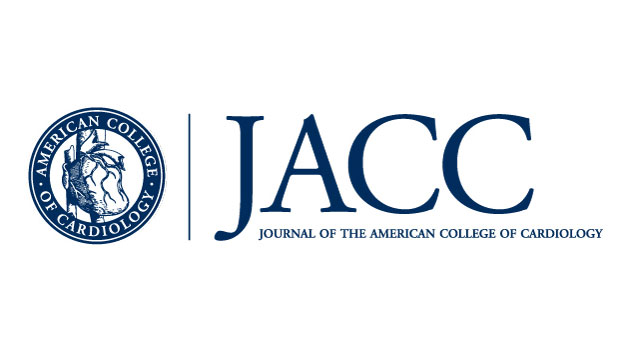 AMERICAN COLLEGE
· OF CARDIOLOGY ·
JACC
JOURNAL OF THE AMERICAN COLLEGE OF CARDIOLOGY